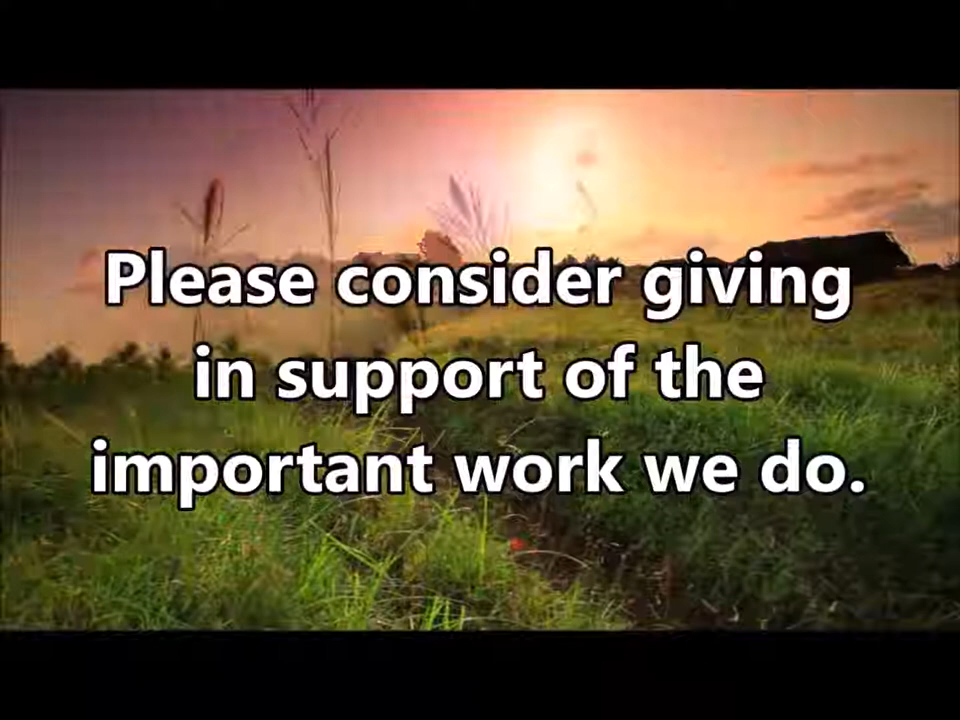 Please consider giving
in support of the
important work we do.